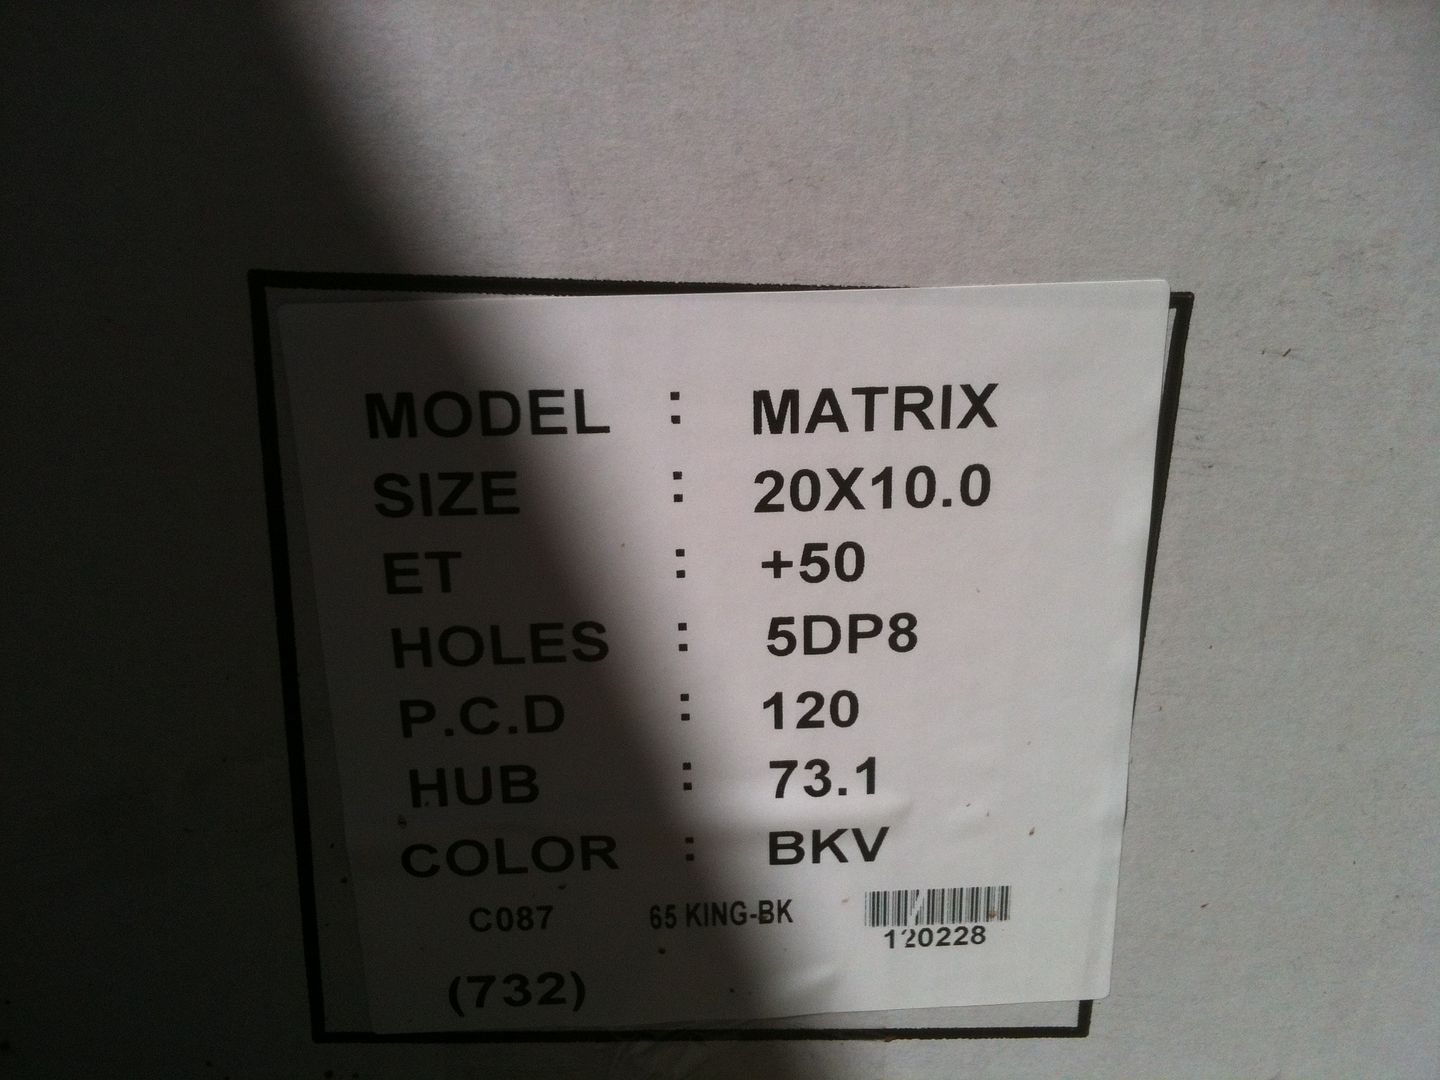 MODEL : MATRIX
SIZE : 20X10.0
ET : +50
HOLES : 5DP8
P.C.D : 120
HUB : 73.1
COLOR : BKV
C087 65 KING-BK
120228
(732)